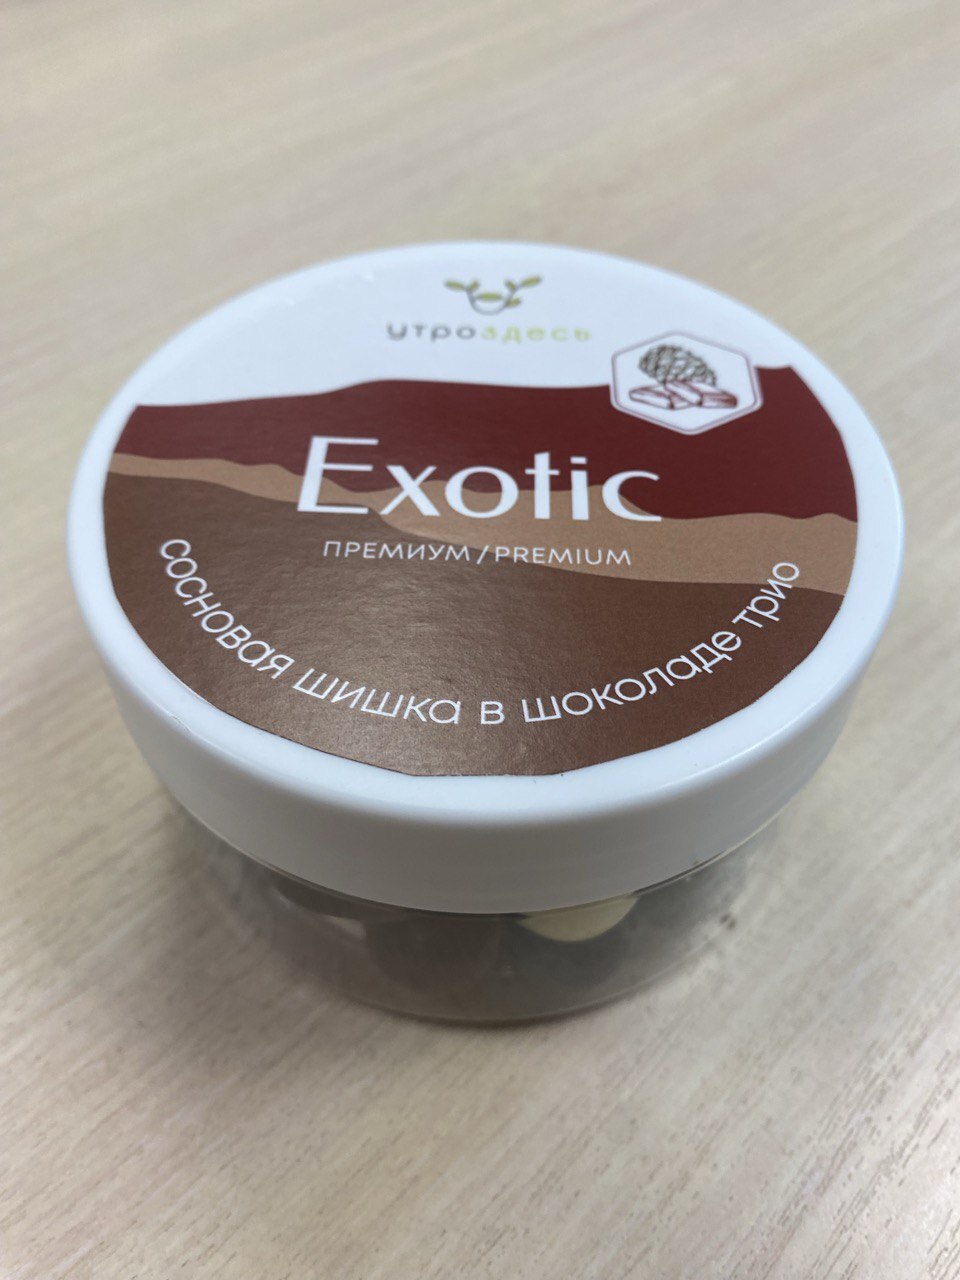 утроздесь
Exotic
ПРЕМИУМ / PREMIUM
сосновая шишка в шоколаде трио